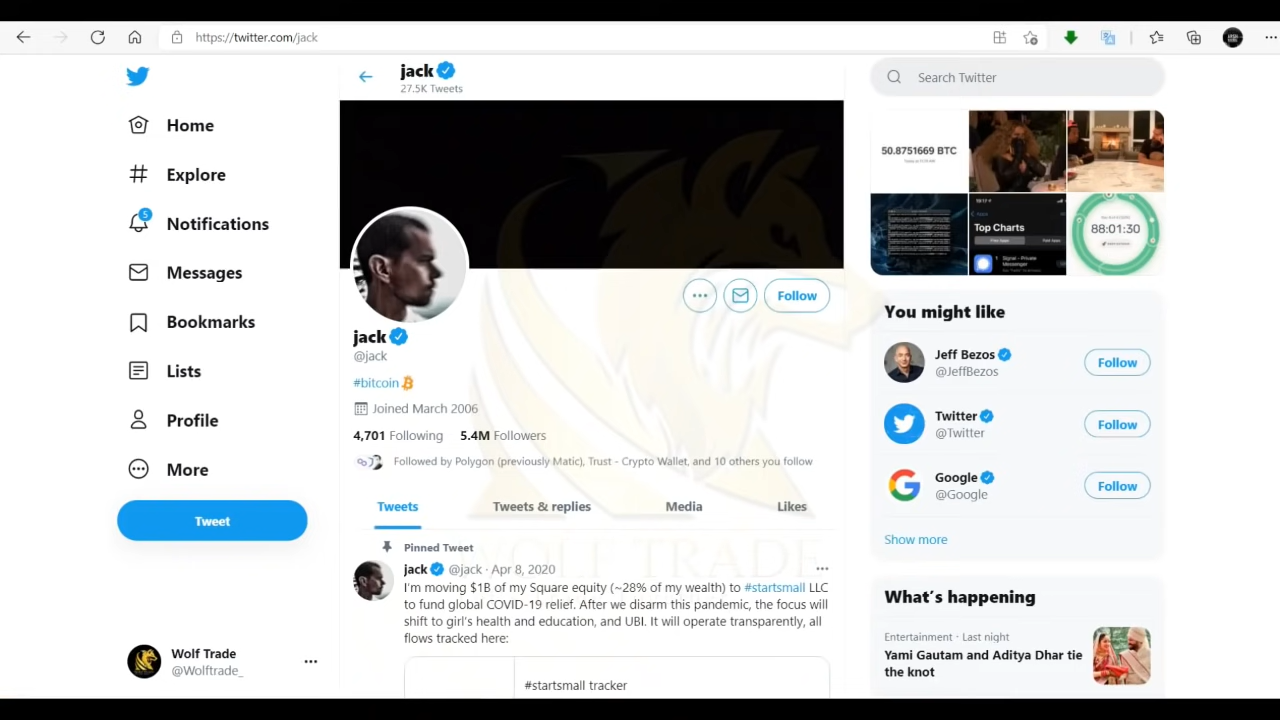 https://twitter.com/jack
jack
27.5K Tweets
Home
Explore
5
Notifications
Messages
Bookmarks
Lists
Profile
More
Tweet
Wolf Trade
@Wolftrade_
Follow
jack
@jack
#bitcoin
Joined March 2006
4,701 Following 5.4M Followers
Followed by Polygon (previously Matic), Trust - Crypto Wallet, and 10 others you follow
Tweets Tweets & replies Media Likes
Pinned Tweet
jack @jack · Apr 8, 2020
I'm moving $1B of my Square equity (~28% of my wealth) to #startsmall LLC
to fund global COVID-19 relief. After we disarm this pandemic, the focus will
shift to girl's health and education, and UBI. It will operate transparently, all
flows tracked here:
#startsmall tracker
WOLF TRADE
Search Twitter
50.8751669 BTC
Top Charts
88:01:30
You might like
Jeff Bezos
@JeffBezos
Follow
Twitter
@Twitter
Follow
Google
@Google
Follow
Show more
What's happening
Entertainment · Last night
Yami Gautam and Aditya Dhar tie
the knot